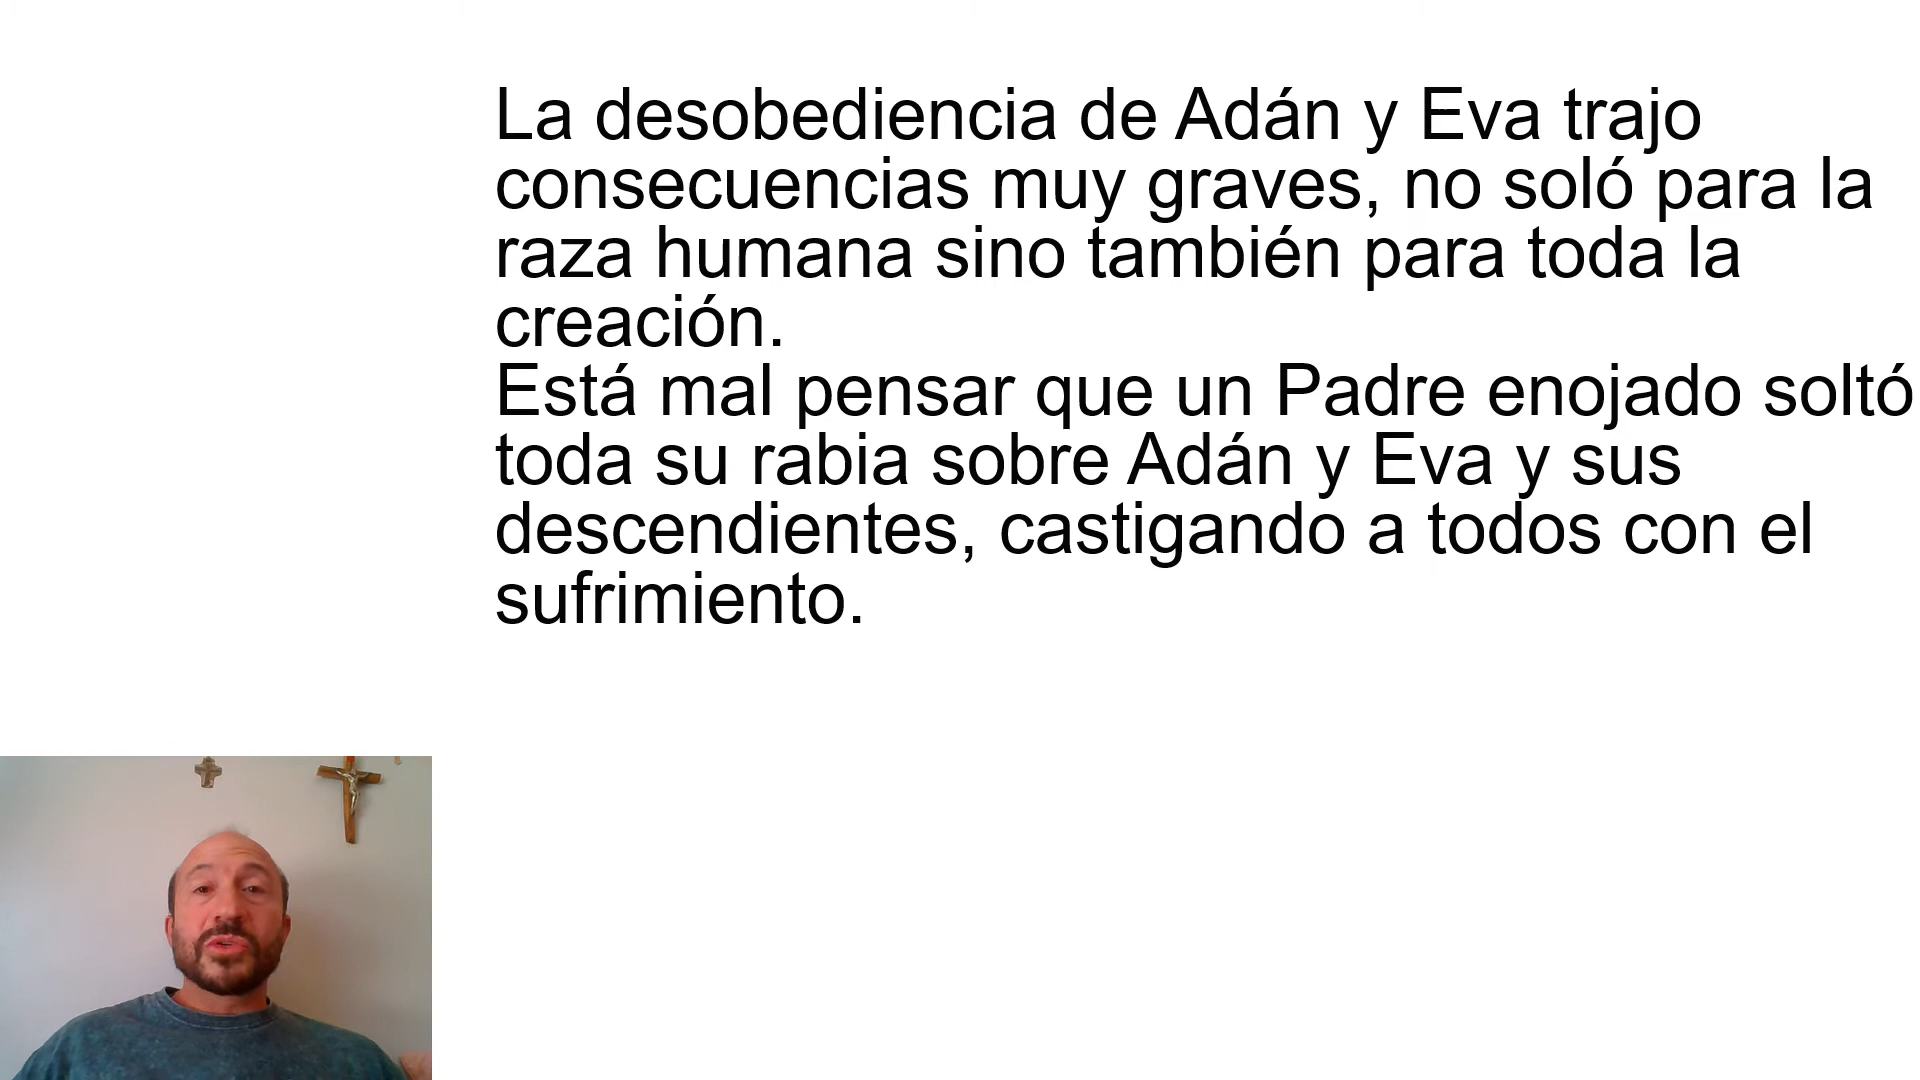 La desobediencia de Adán y Eva trajo
consecuencias muy graves, no soló para la
raza humana sino también para toda la
creación.
Está mal pensar que un Padre enojado soltó
toda su rabia sobre Adán y Eva y sus
descendientes, castigando a todos con el
sufrimiento.